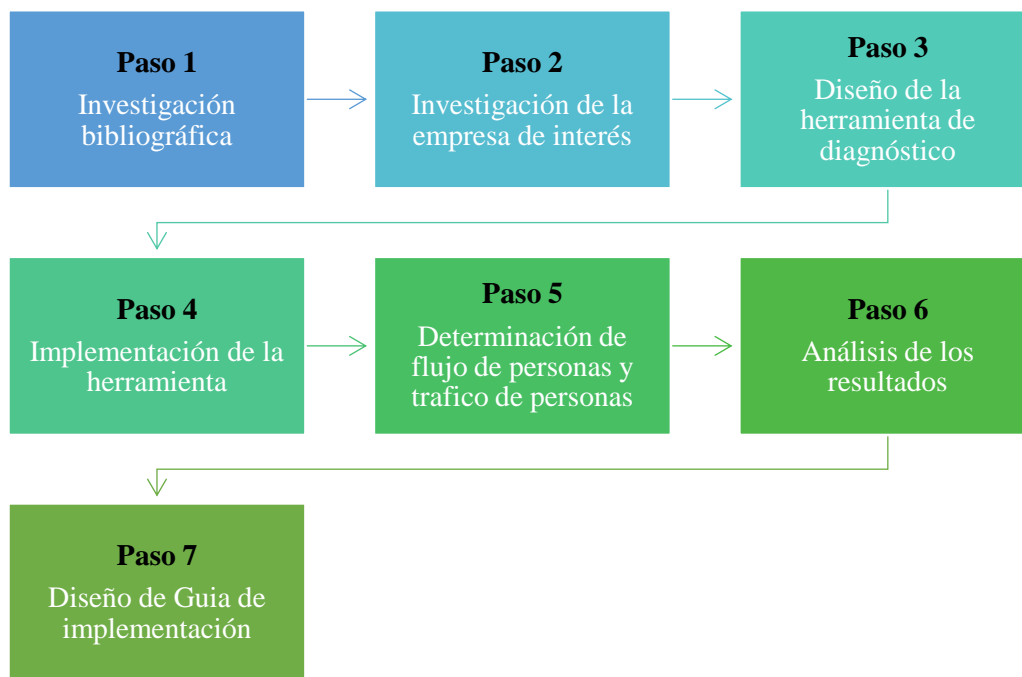 Paso 1
Investigación
bibliográfica
Paso 2
Investigación de la
empresa de interés
Paso 3
Diseño de la
herramienta de
diagnóstico
Paso 4
Implementación de la
herramienta
Paso 5
Determinación de
flujo de personas y
trafico de personas
Paso 6
Análisis de los
resultados
Paso 7
Diseño de Guia de
implementación